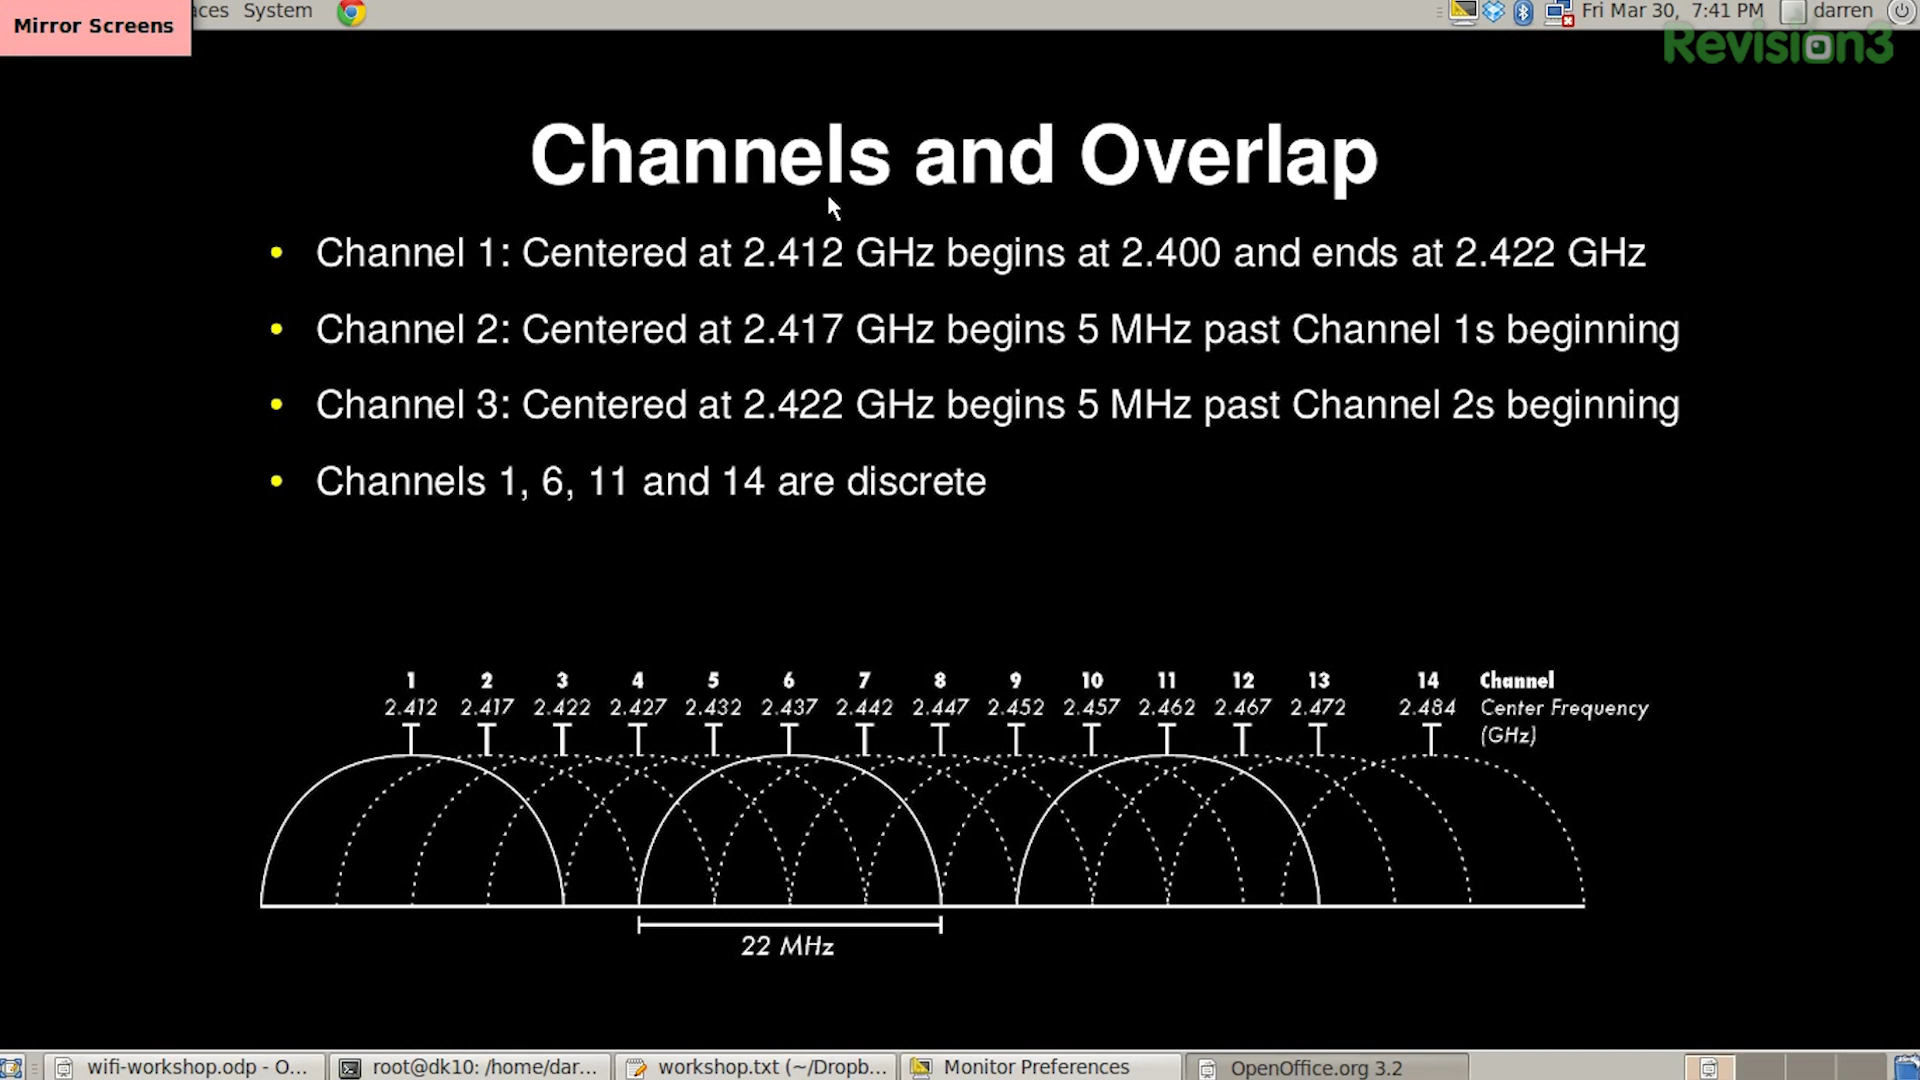 Mirror Screens
aces System
Fri Mar 30, 7:41 PM darren
Revision3
Channels and Overlap
• Channel 1: Centered at 2.412 GHz begins at 2.400 and ends at 2.422 GHz
• Channel 2: Centered at 2.417 GHz begins 5 MHz past Channel 1s beginning
• Channel 3: Centered at 2.422 GHz begins 5 MHz past Channel 2s beginning
• Channels 1, 6, 11 and 14 are discrete
1 2 3 4 5 6 7 8 9 10 11 12 13 14 Channel
2.412 2.417 2.422 2.427 2.432 2.437 2.442 2.447 2.452 2.457 2.462 2.467 2.472 2.484 Center Frequency
(GHz)
22 MHz
wifi-workshop.odp - O... root@dk10: /home/dar... workshop.txt (~/Dropb... Monitor Preferences OpenOffice.org 3.2